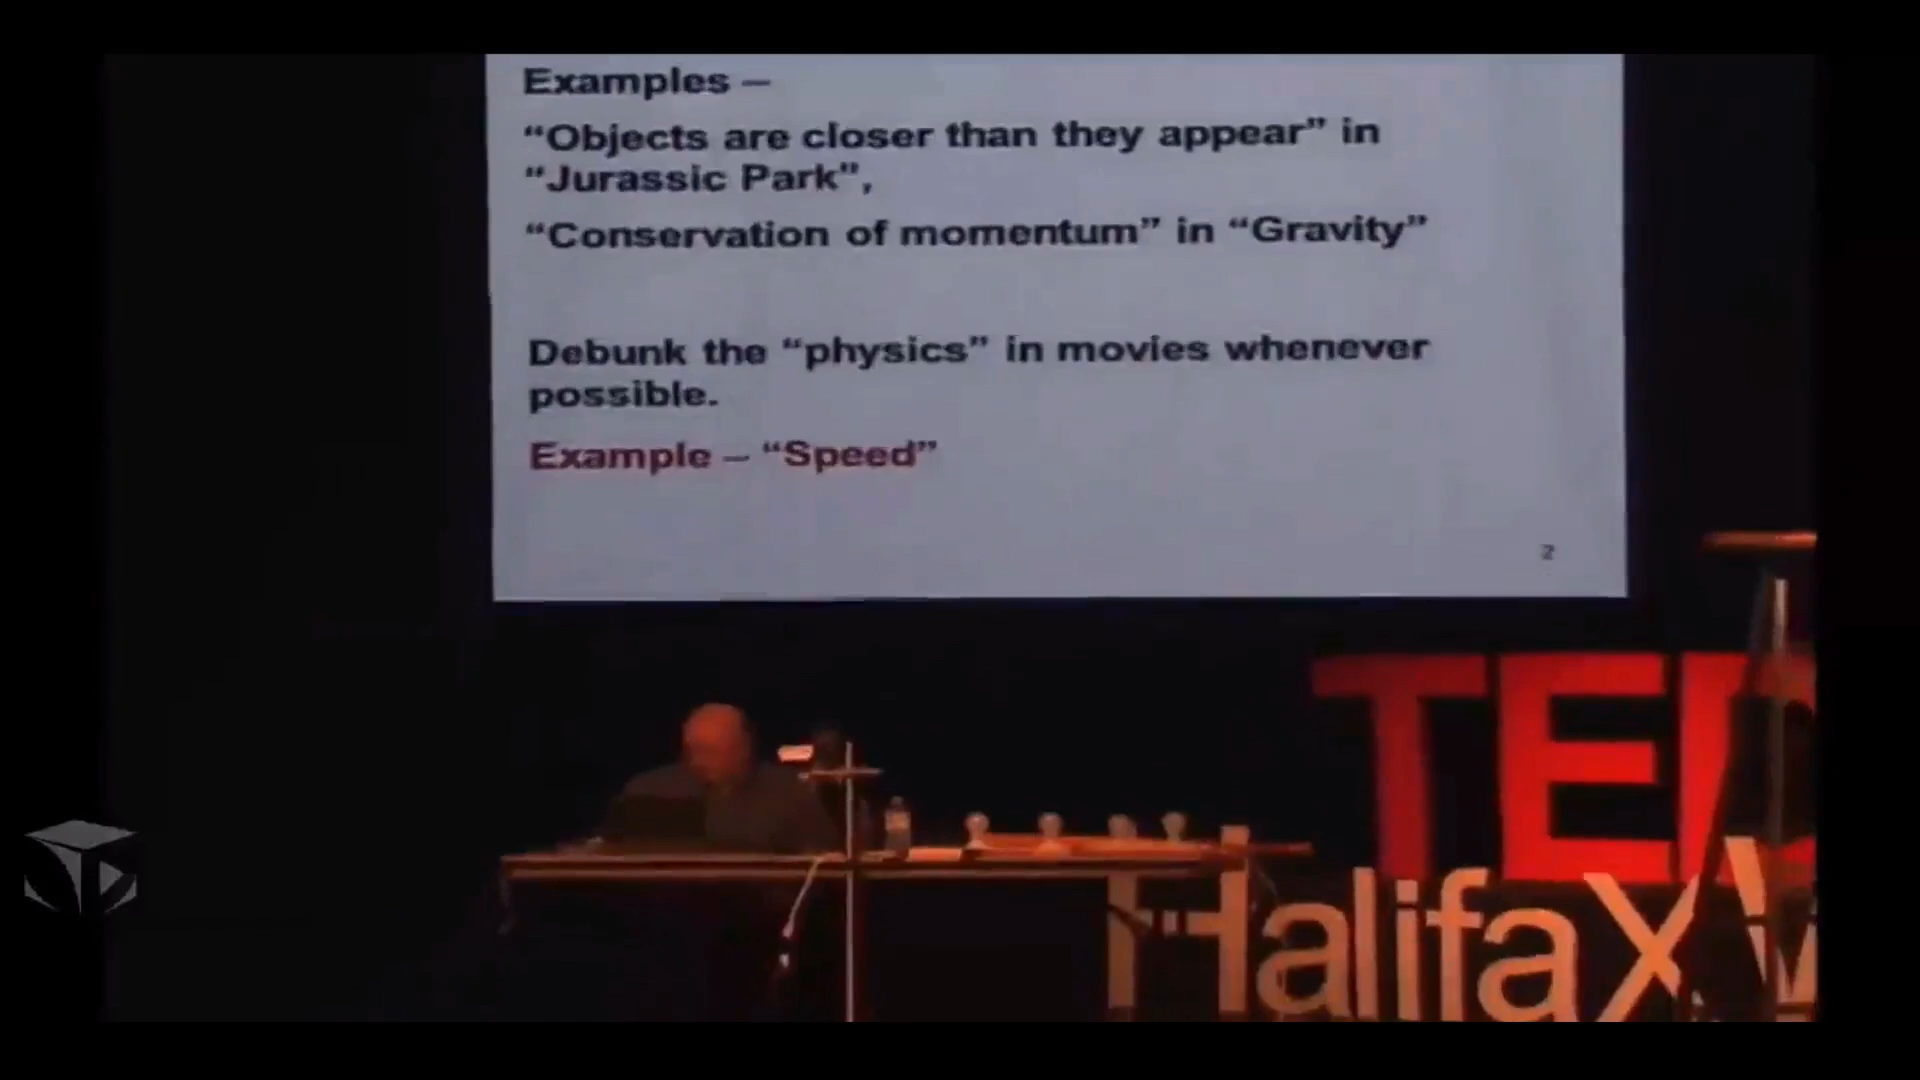 Examples –
“Objects are closer than they appear” in
“Jurassic Park”,
“Conservation of momentum” in “Gravity”
Debunk the “physics” in movies whenever
possible.
Example – “Speed”
2
TED
Halifax